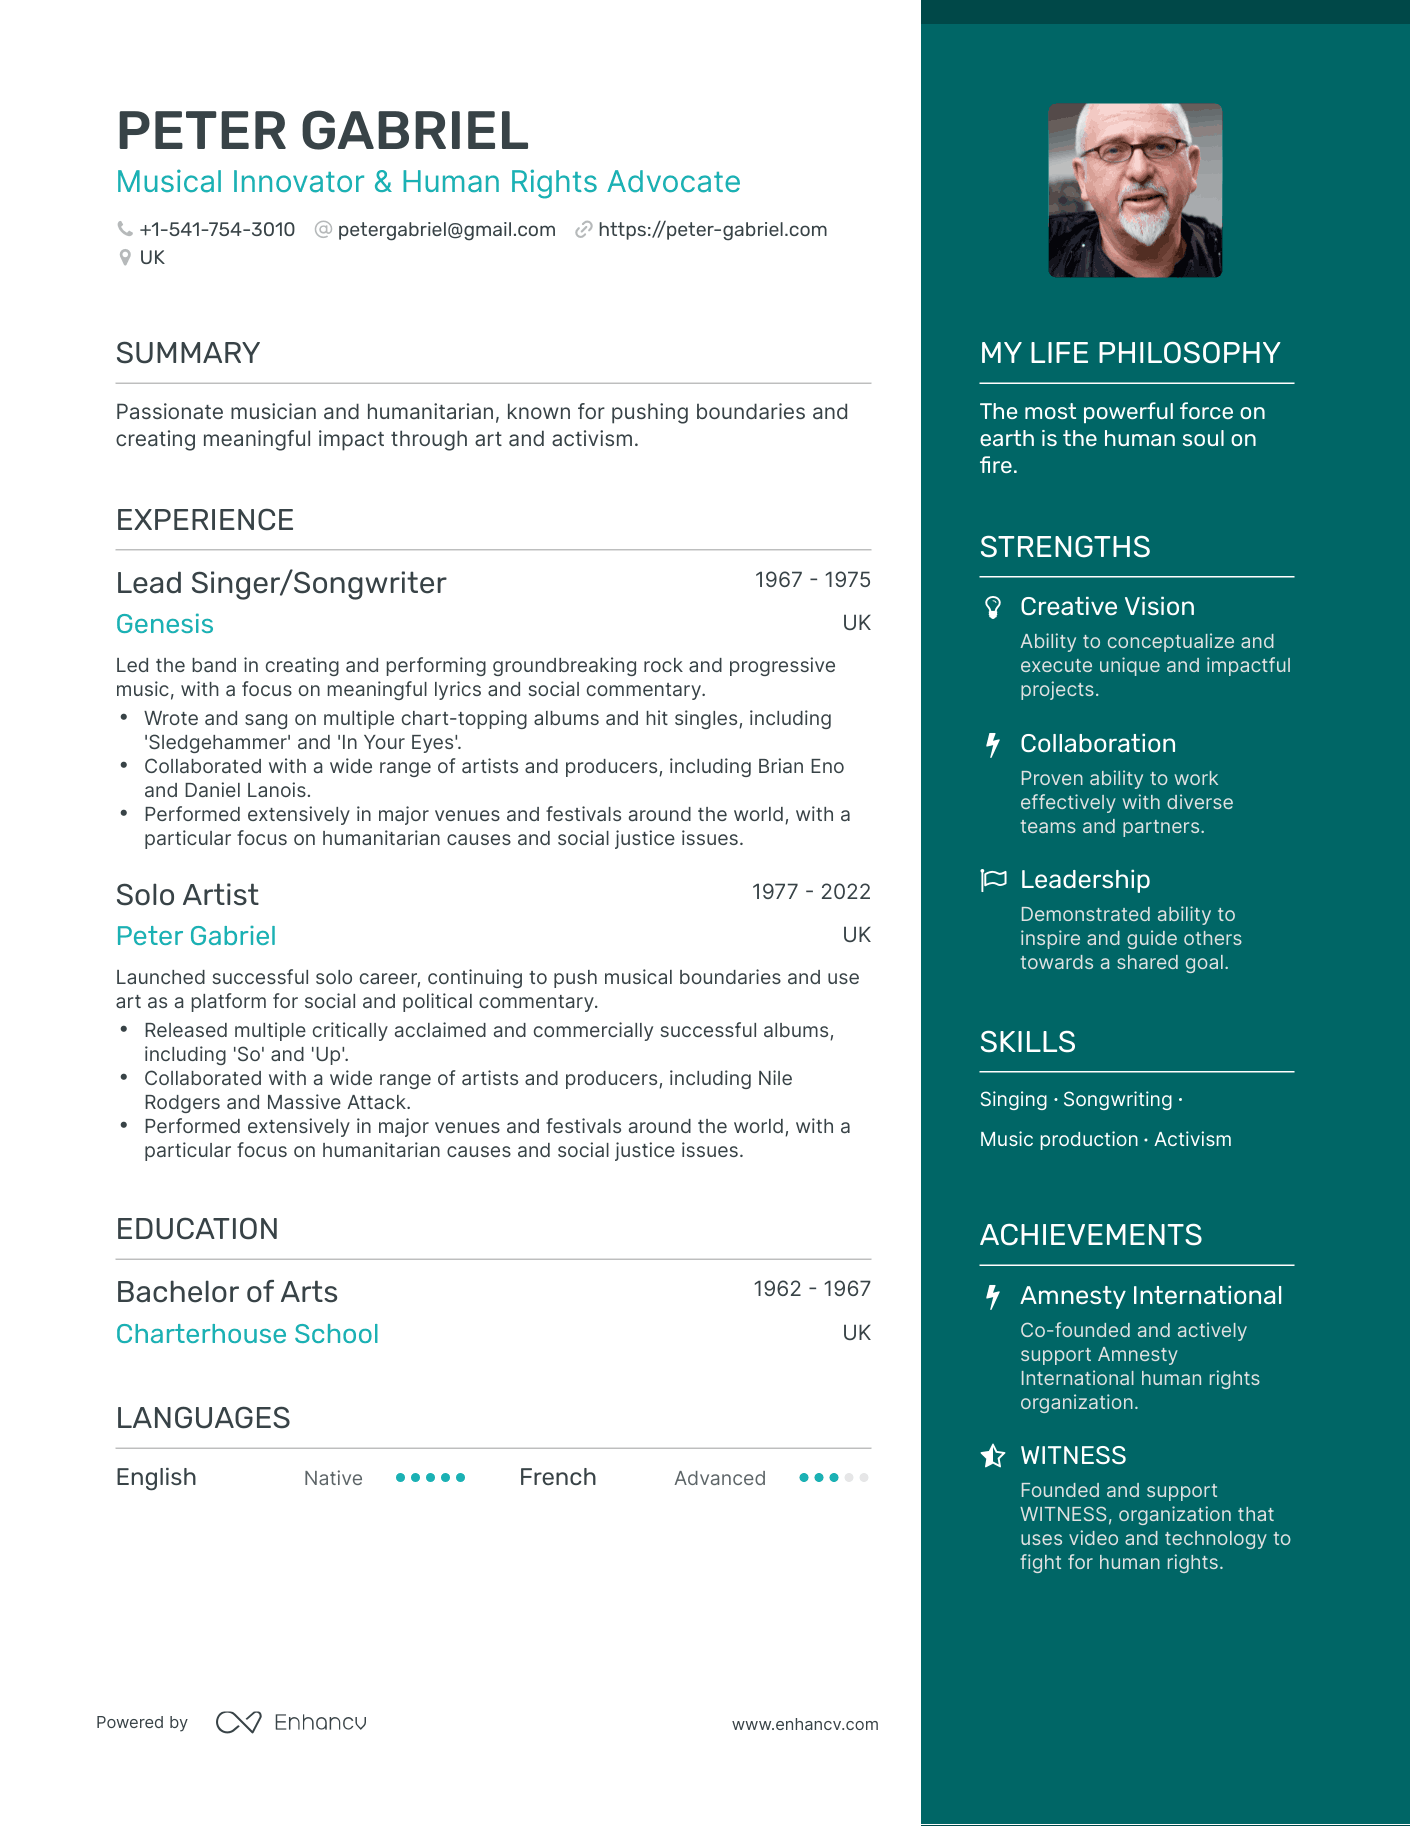 PETER GABRIEL
Musical Innovator & Human Rights Advocate
+1-541-754-3010 petergabriel@gmail.com https://peter-gabriel.com
UK
SUMMARY
Passionate musician and humanitarian, known for pushing boundaries and
creating meaningful impact through art and activism.
EXPERIENCE
Lead Singer/Songwriter 1967 - 1975
Genesis UK
Led the band in creating and performing groundbreaking rock and progressive
music, with a focus on meaningful lyrics and social commentary.
• Wrote and sang on multiple chart-topping albums and hit singles, including
'Sledgehammer' and 'In Your Eyes'.
• Collaborated with a wide range of artists and producers, including Brian Eno
and Daniel Lanois.
• Performed extensively in major venues and festivals around the world, with a
particular focus on humanitarian causes and social justice issues.
Solo Artist 1977 - 2022
Peter Gabriel UK
Launched successful solo career, continuing to push musical boundaries and use
art as a platform for social and political commentary.
• Released multiple critically acclaimed and commercially successful albums,
including 'So' and 'Up'.
• Collaborated with a wide range of artists and producers, including Nile
Rodgers and Massive Attack.
• Performed extensively in major venues and festivals around the world, with a
particular focus on humanitarian causes and social justice issues.
EDUCATION
Bachelor of Arts 1962 - 1967
Charterhouse School UK
LANGUAGES
English Native French Advanced
Powered by Enhancv www.enhancv.com
MY LIFE PHILOSOPHY
The most powerful force on
earth is the human soul on
fire.
STRENGTHS
Creative Vision
Ability to conceptualize and
execute unique and impactful
projects.
Collaboration
Proven ability to work
effectively with diverse
teams and partners.
Leadership
Demonstrated ability to
inspire and guide others
towards a shared goal.
SKILLS
Singing · Songwriting ·
Music production · Activism
ACHIEVEMENTS
Amnesty International
Co-founded and actively
support Amnesty
International human rights
organization.
WITNESS
Founded and support
WITNESS, organization that
uses video and technology to
fight for human rights.